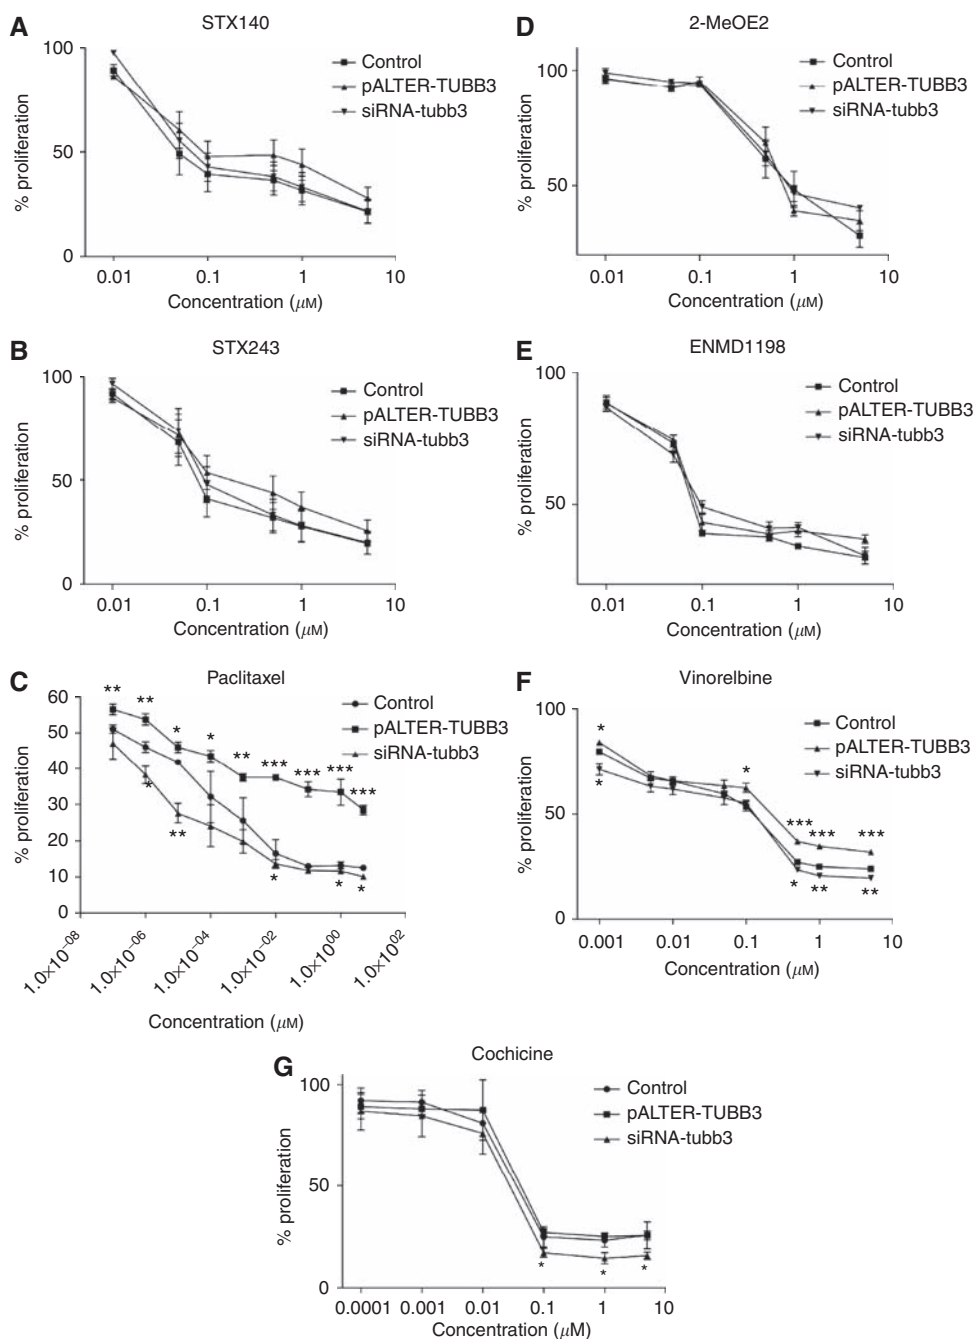 A
STX140
100
50
0
% proliferation
Control
pALTER-TUBB3
siRNA-tubb3
0.01 0.1 1 10
Concentration (μM)
D
2-MeOE2
100
50
% proliferation
Control
pALTER-TUBB3
siRNA-tubb3
0.01 0.1 1 10
Concentration (μM)
B
STX243
100
50
0
% proliferation
Control
pALTER-TUBB3
siRNA-tubb3
0.01 0.1 1 10
Concentration (μM)
E
ENMD1198
100
50
% proliferation
Control
pALTER-TUBB3
siRNA-tubb3
0.01 0.1 1 10
Concentration (μM)
C
Paclitaxel
60
50
40
30
20
10
0
% proliferation
Control
pALTER-TUBB3
siRNA-tubb3
** ** * * ** *** *** *** ***
* ** * * *
1.0×10⁻⁰⁸ 1.0×10⁻⁰⁶ 1.0×10⁻⁰⁴ 1.0×10⁻⁰² 1.0×10⁰⁰ 1.0×10⁰²
Concentration (μM)
F
Vinorelbine
100
50
0
% proliferation
Control
pALTER-TUBB3
siRNA-tubb3
* * *** *** ***
* * ** **
0.001 0.01 0.1 1 10
Concentration (μM)
G
Cochicine
100
50
0
% proliferation
Control
pALTER-TUBB3
siRNA-tubb3
* * *
0.0001 0.001 0.01 0.1 1 10
Concentration (μM)